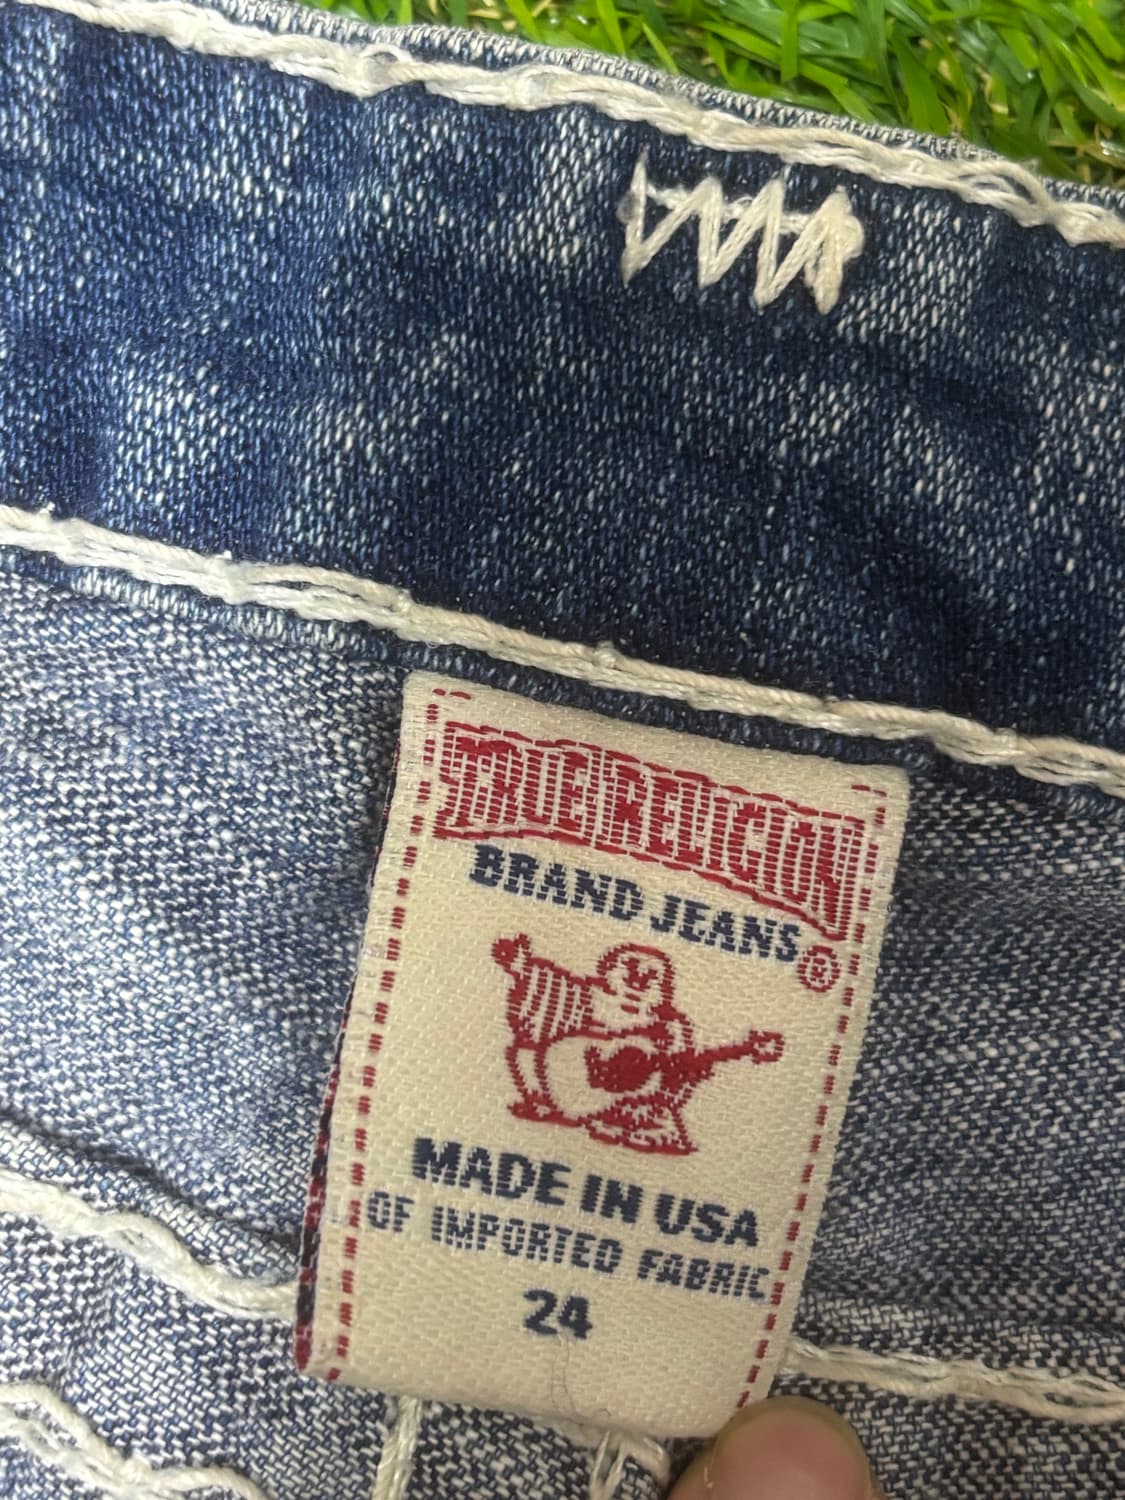 TRUE RELIGION
BRAND JEANS®
MADE IN USA
OF IMPORTED FABRIC
24